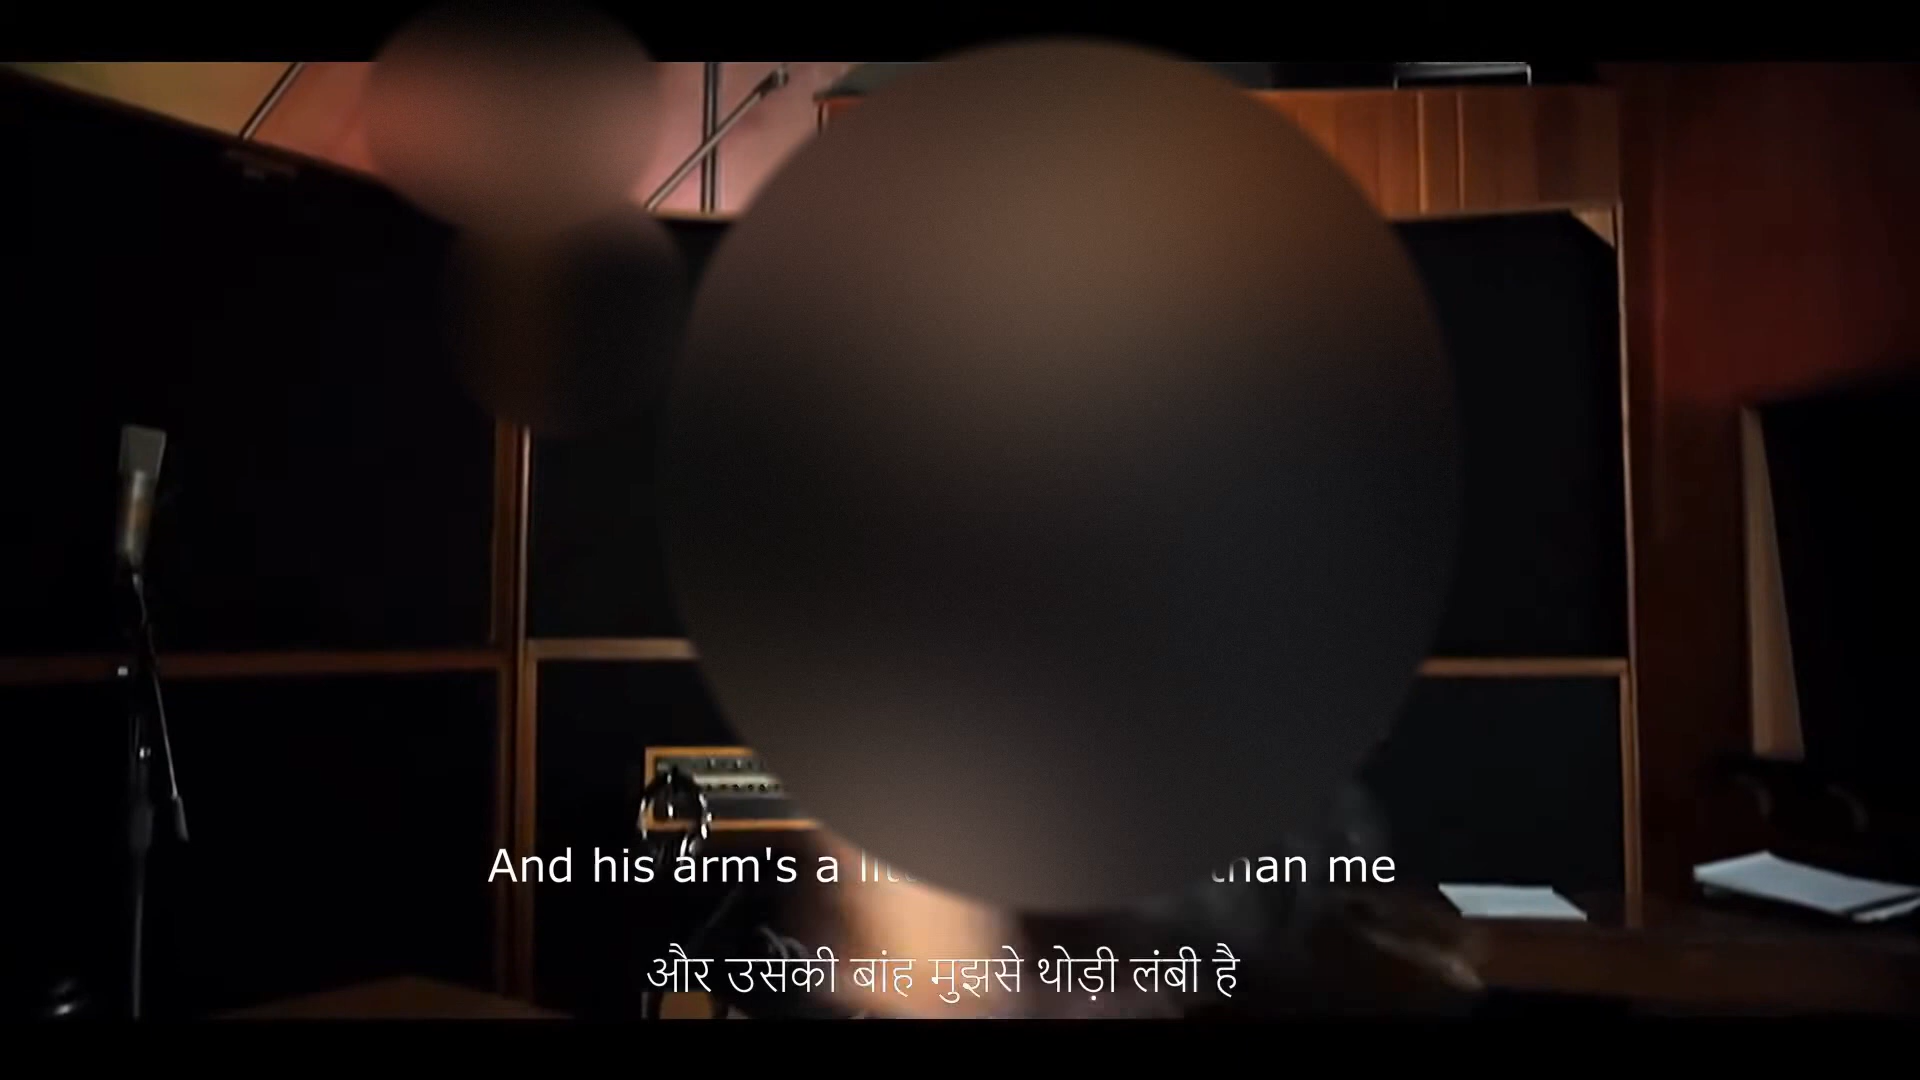 And his arm's a than me
और उसकी बांह मुझसे थोड़ी लंबी है